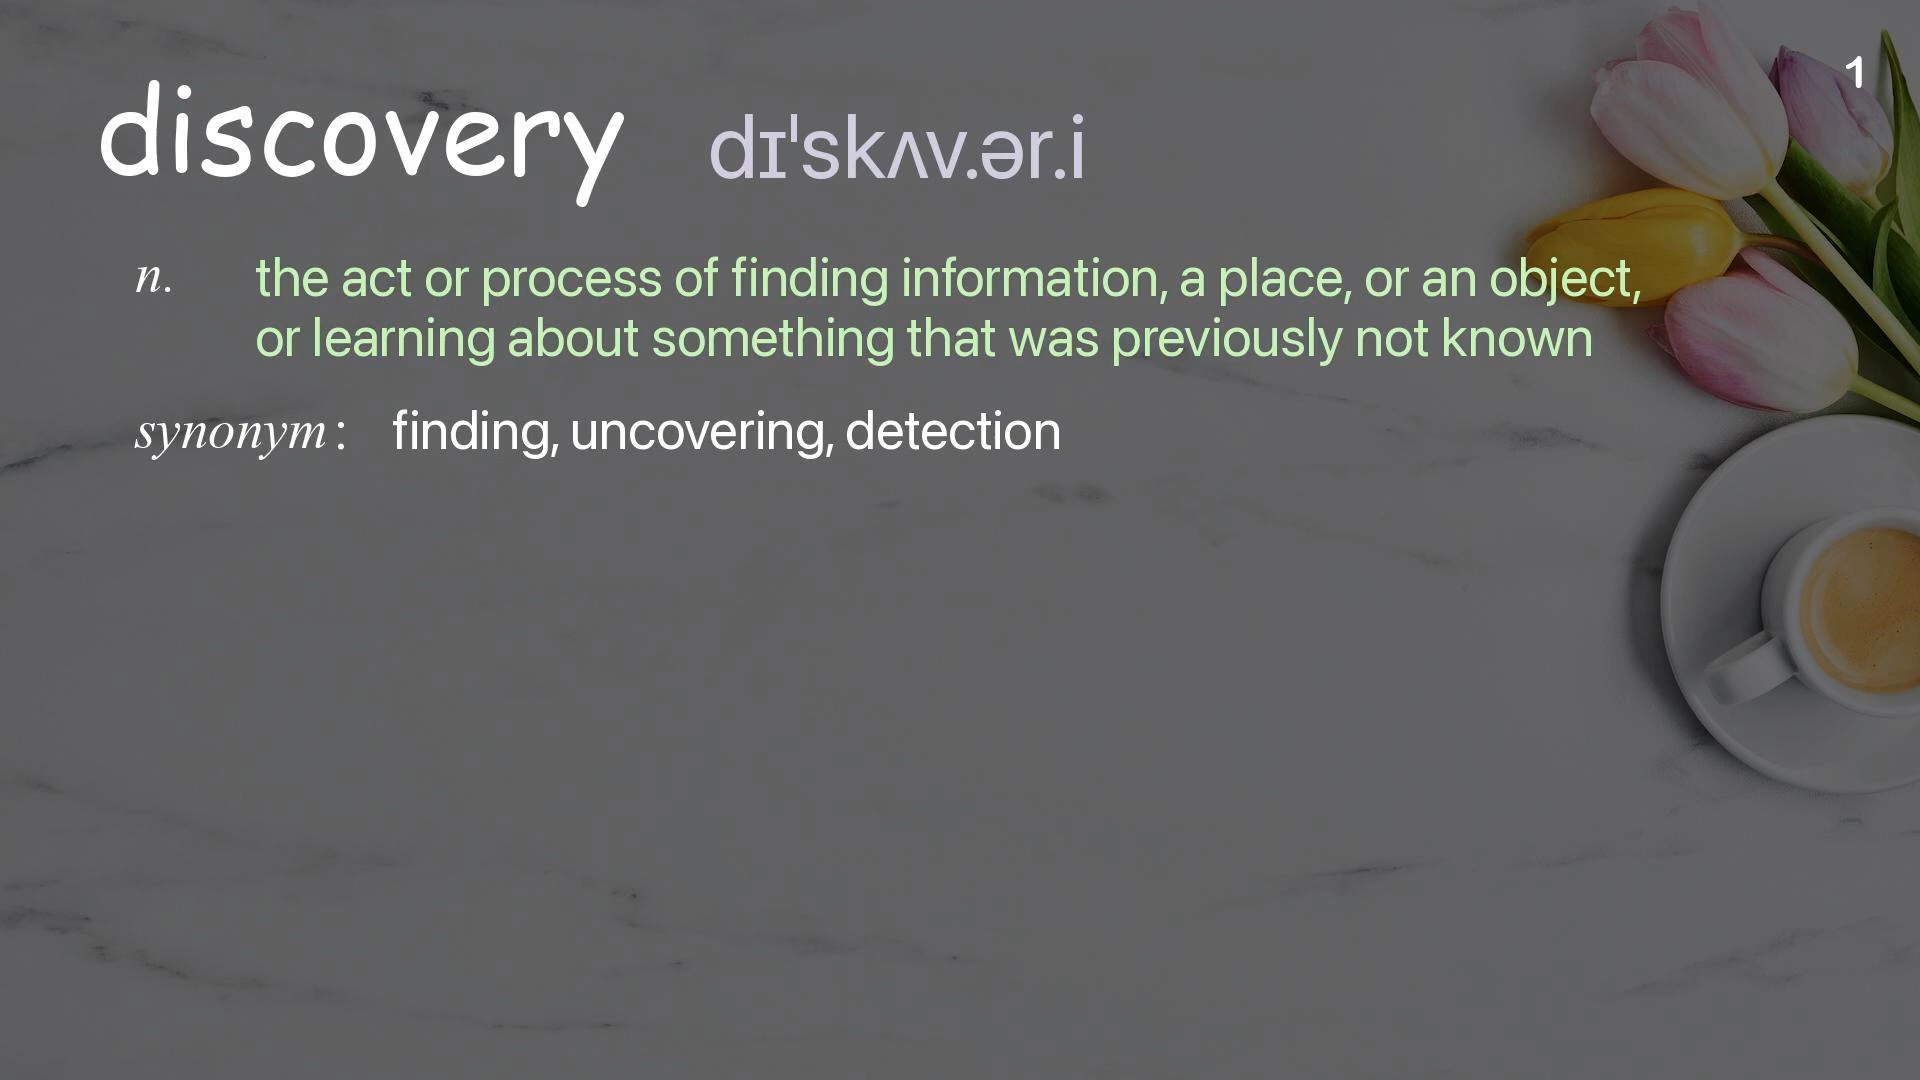 1
discovery dɪˈskʌv.ər.i
n. the act or process of finding information, a place, or an object,
or learning about something that was previously not known
synonym: finding, uncovering, detection